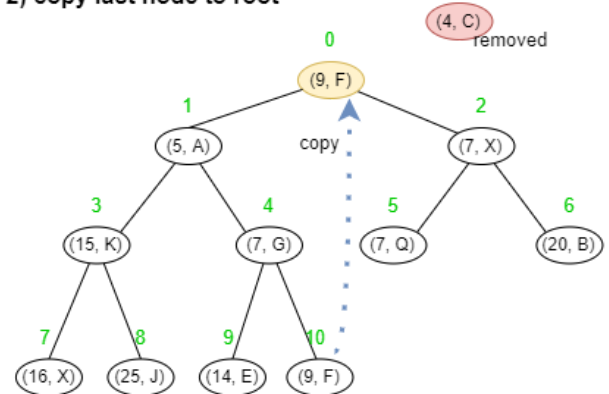 2) copy last node to root
(4, C)
removed
0
(9, F)
1
2
(5, A)
copy
(7, X)
3
4
5
6
(15, K)
(7, G)
(7, Q)
(20, B)
7
8
9
10
(16, X)
(25, J)
(14, E)
(9, F)